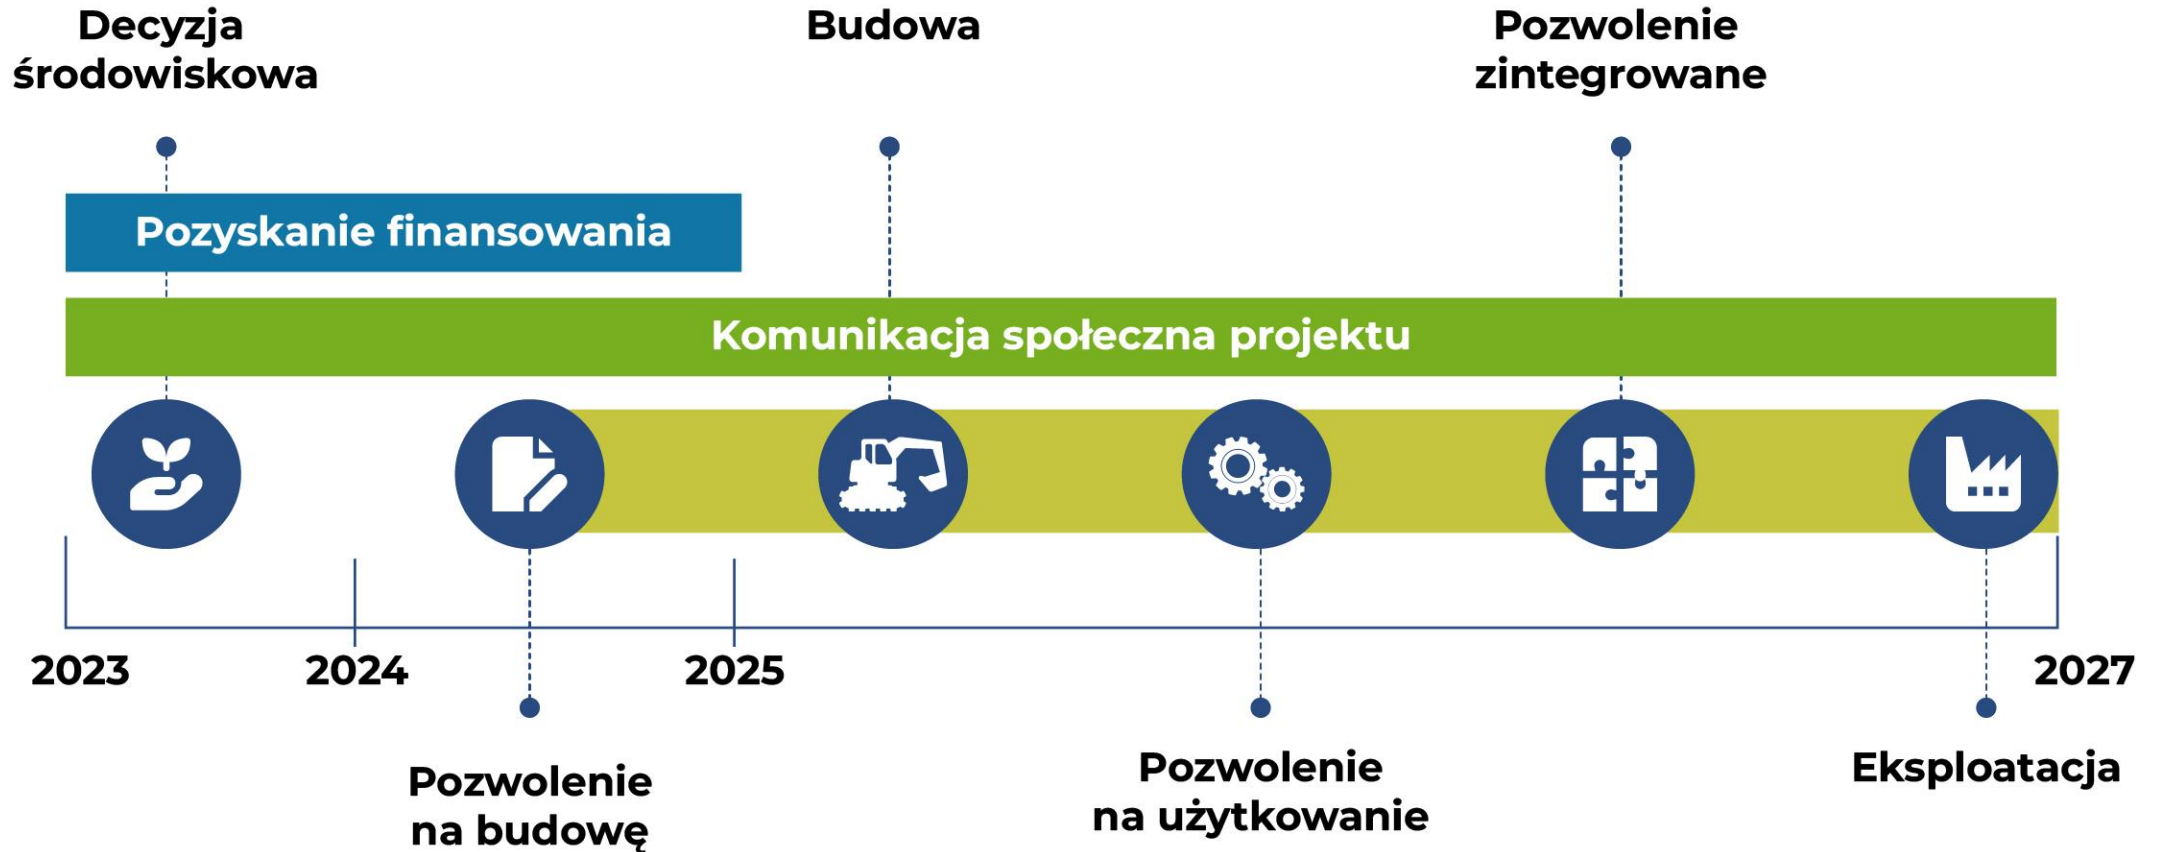 Decyzja
środowiskowa
Budowa
Pozwolenie
zintegrowane
Pozyskanie finansowania
Komunikacja społeczna projektu
2023
2024
2025
2027
Pozwolenie
na budowę
Pozwolenie
na użytkowanie
Eksploatacja